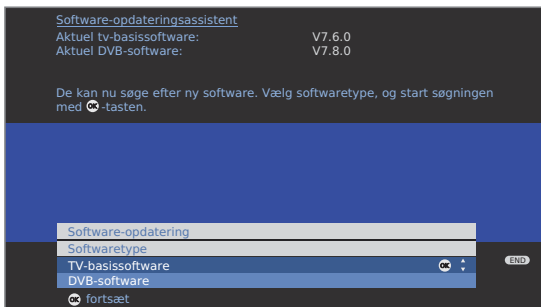 Software-opdateringsassistent
Aktuel tv-basissoftware: V7.6.0
Aktuel DVB-software: V7.8.0
De kan nu søge efter ny software. Vælg softwaretype, og start søgningen
med OK -tasten.
Software-opdatering
Softwaretype
TV-basissoftware OK
END
DVB-software
OK fortsæt